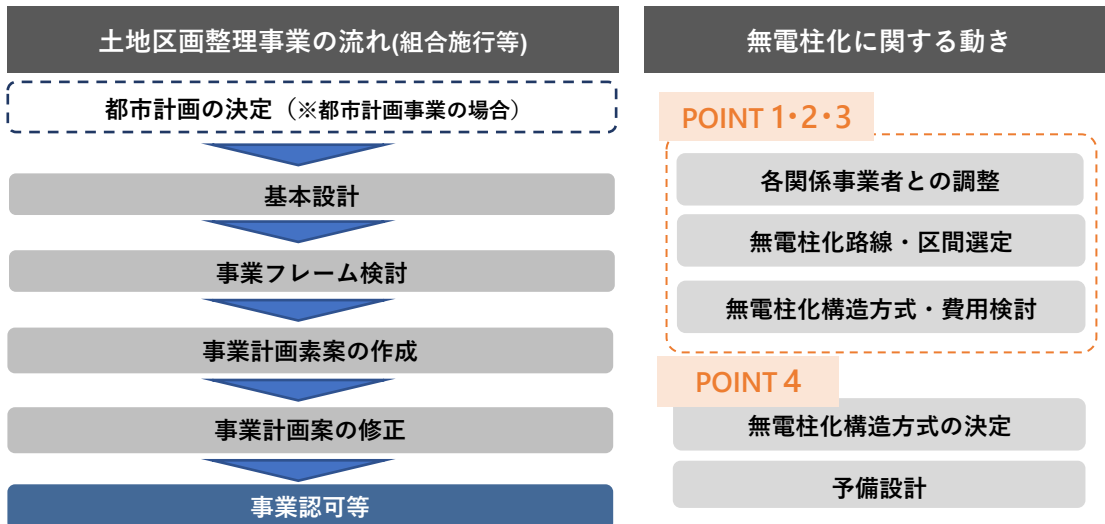 土地区画整理事業の流れ(組合施行等)
都市計画の決定（※都市計画事業の場合）
基本設計
事業フレーム検討
事業計画素案の作成
事業計画案の修正
事業認可等
無電柱化に関する動き
POINT 1・2・3
各関係事業者との調整
無電柱化路線・区間選定
無電柱化構造方式・費用検討
POINT 4
無電柱化構造方式の決定
予備設計